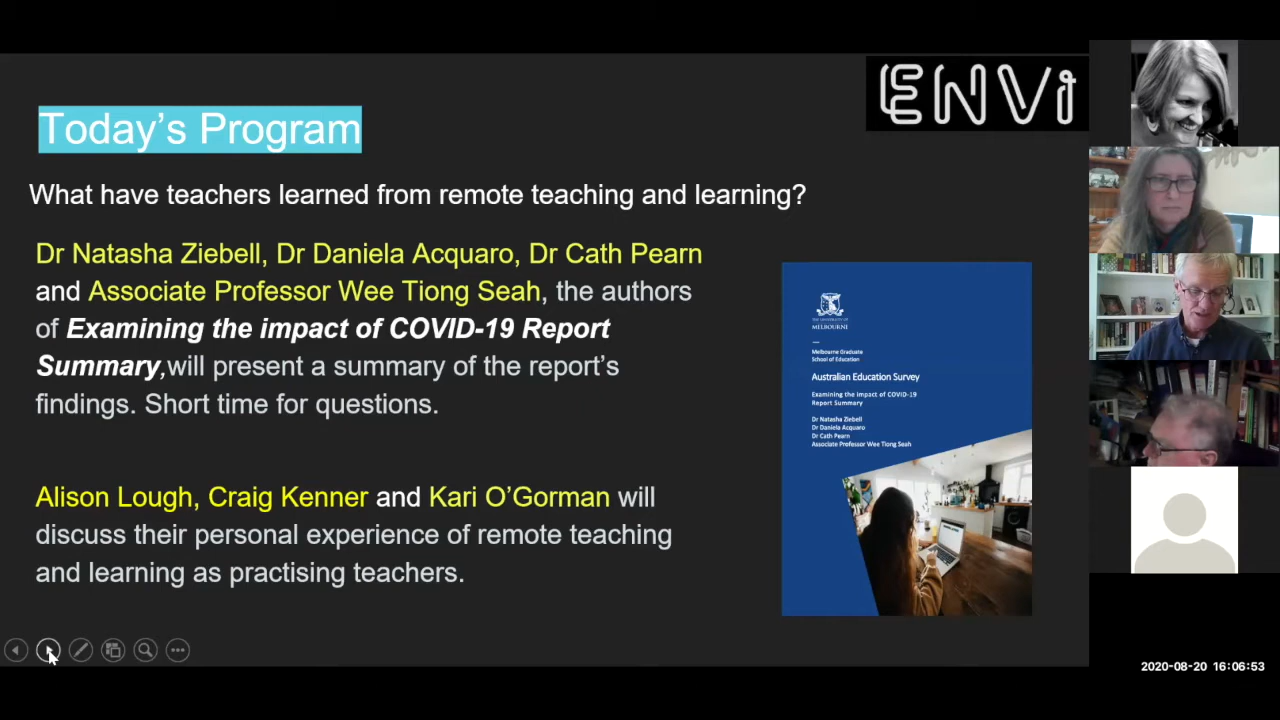 ENVi
Today's Program
What have teachers learned from remote teaching and learning?
Dr Natasha Ziebell, Dr Daniela Acquaro, Dr Cath Pearn
and Associate Professor Wee Tiong Seah, the authors
of Examining the impact of COVID-19 Report
Summary,will present a summary of the report's
findings. Short time for questions.
Alison Lough, Craig Kenner and Kari O'Gorman will
discuss their personal experience of remote teaching
and learning as practising teachers.
THE UNIVERSITY OF
MELBOURNE
Melbourne Graduate
School of Education
Australian Education Survey
Examining the impact of COVID-19
Report Summary
Dr Natasha Ziebell
Dr Daniela Acquaro
Dr Cath Pearn
Associate Professor Wee Tiong Seah
2020-08-20 16:06:53